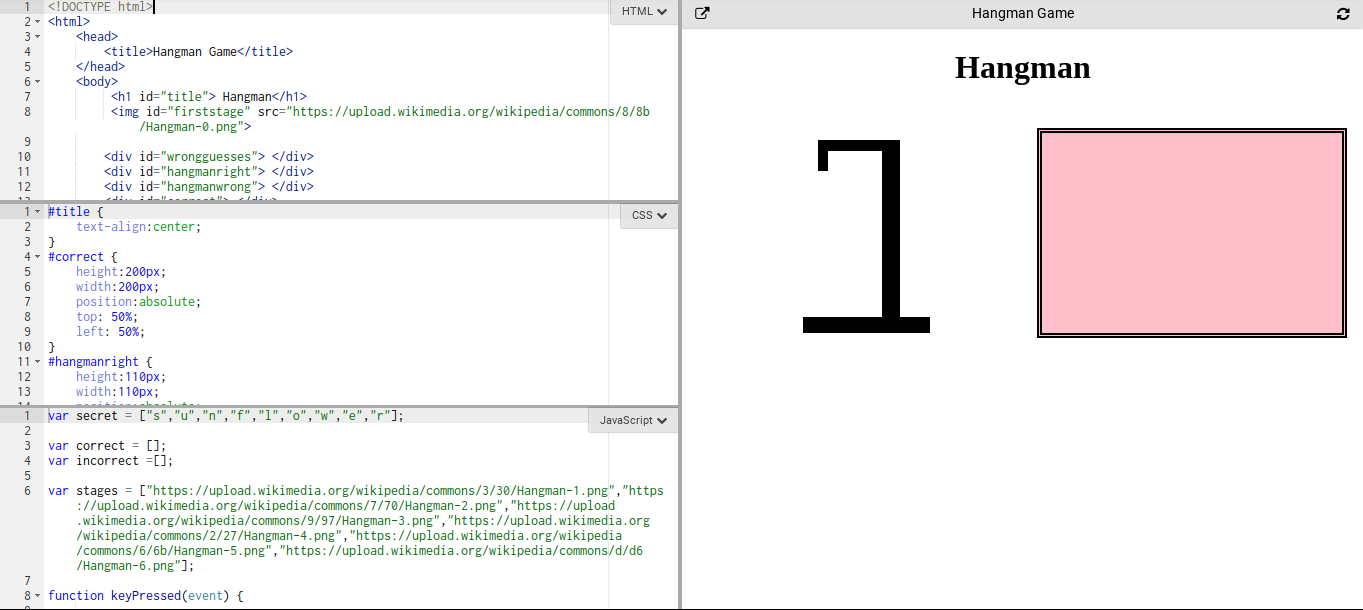 HTML
1 <!DOCTYPE html>
2 <html>
3 <head>
4 <title>Hangman Game</title>
5 </head>
6 <body>
7 <h1 id="title"> Hangman</h1>
8 <img id="firststage" src="https://upload.wikimedia.org/wikipedia/commons/8/8b
/Hangman-0.png">
9
10 <div id="wrongguesses"> </div>
11 <div id="hangmanright"> </div>
12 <div id="hangmanwrong"> </div>
CSS
1 #title {
2 text-align:center;
3 }
4 #correct {
5 height:200px;
6 width:200px;
7 position:absolute;
8 top: 50%;
9 left: 50%;
10 }
11 #hangmanright {
12 height:110px;
13 width:110px;
JavaScript
1 var secret = ["s","u","n","f","l","o","w","e","r"];
2
3 var correct = [];
4 var incorrect =[];
5
6 var stages = ["https://upload.wikimedia.org/wikipedia/commons/3/30/Hangman-1.png","https
://upload.wikimedia.org/wikipedia/commons/7/70/Hangman-2.png","https://upload
.wikimedia.org/wikipedia/commons/9/97/Hangman-3.png","https://upload.wikimedia.org
/wikipedia/commons/2/27/Hangman-4.png","https://upload.wikimedia.org/wikipedia
/commons/6/6b/Hangman-5.png","https://upload.wikimedia.org/wikipedia/commons/d/d6
/Hangman-6.png"];
7
8 function keyPressed(event) {
Hangman Game
Hangman